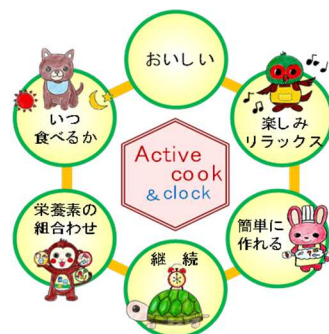 おいしい
楽しみ
リラックス
簡単に
作れる
継続
栄養素の
組合わせ
いつ
食べるか
Active
cook
& clock